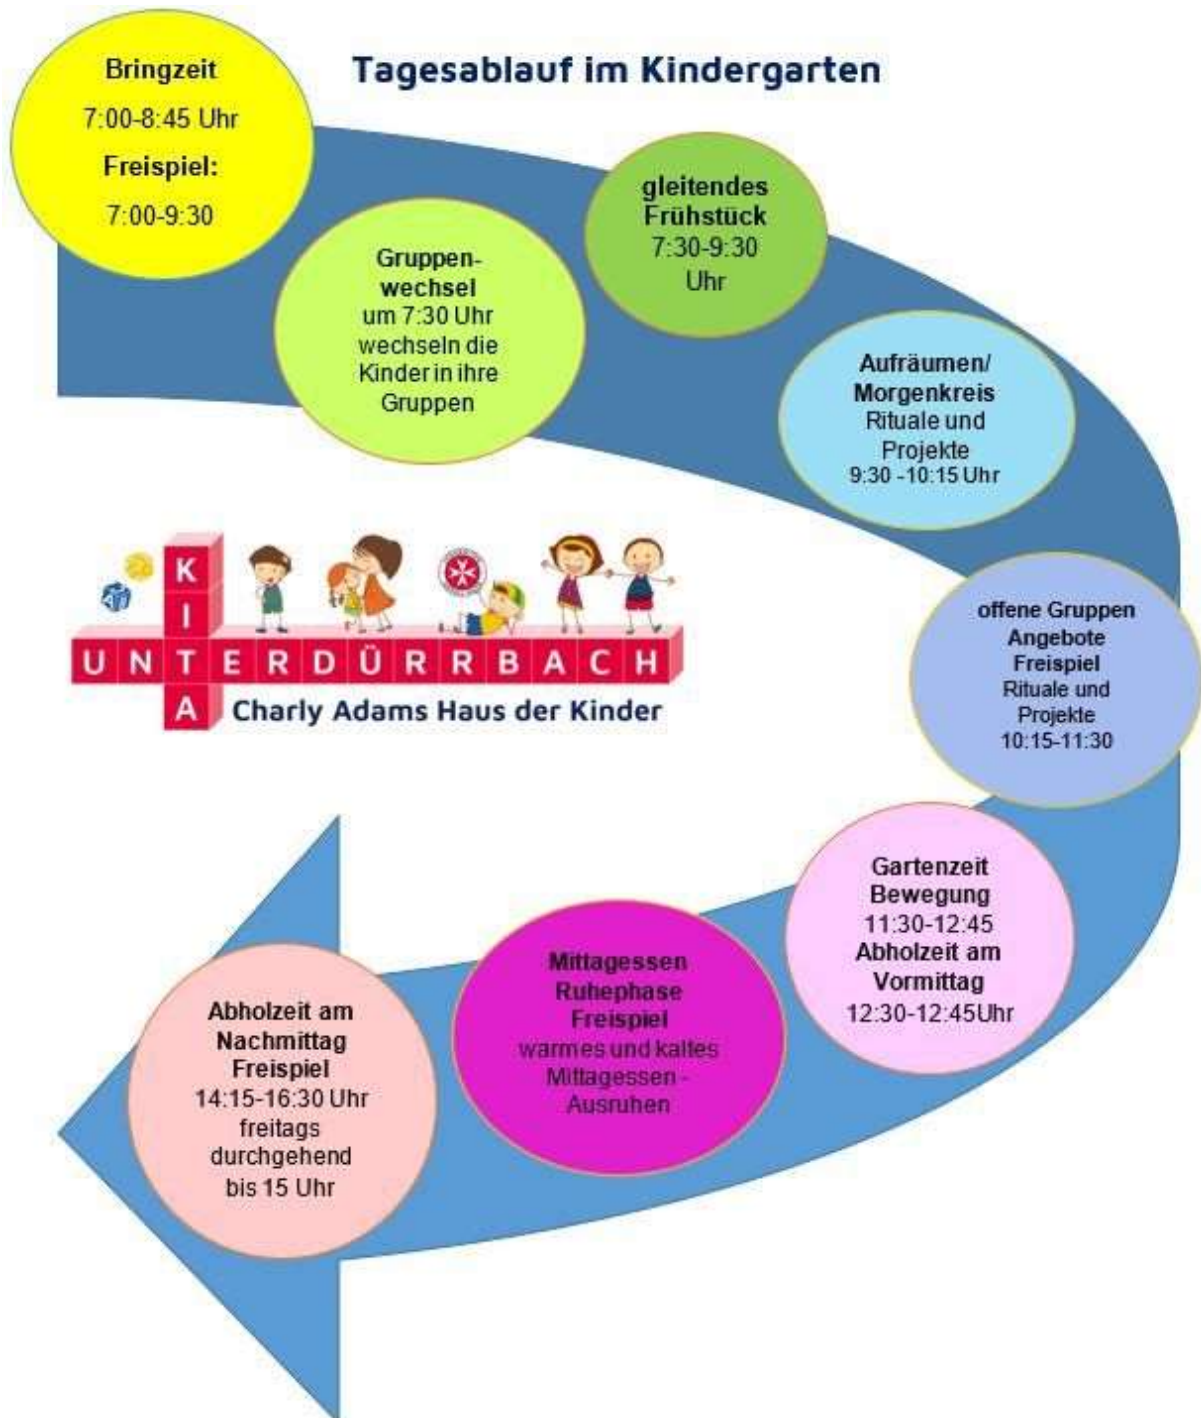 Tagesablauf im Kindergarten
Bringzeit
7:00-8:45 Uhr
Freispiel:
7:00-9:30
Gruppen-
wechsel
um 7:30 Uhr
wechseln die
Kinder in ihre
Gruppen
gleitendes
Frühstück
7:30-9:30
Uhr
Aufräumen/
Morgenkreis
Rituale und
Projekte
9:30 -10:15 Uhr
offene Gruppen
Angebote
Freispiel
Rituale und
Projekte
10:15-11:30
KITA
UNTERDÜRRBACH
Charly Adams Haus der Kinder
Gartenzeit
Bewegung
11:30-12:45
Abholzeit am
Vormittag
12:30-12:45Uhr
Mittagessen
Ruhephase
Freispiel
warmes und kaltes
Mittagessen -
Ausruhen
Abholzeit am
Nachmittag
Freispiel
14:15-16:30 Uhr
freitags
durchgehend
bis 15 Uhr